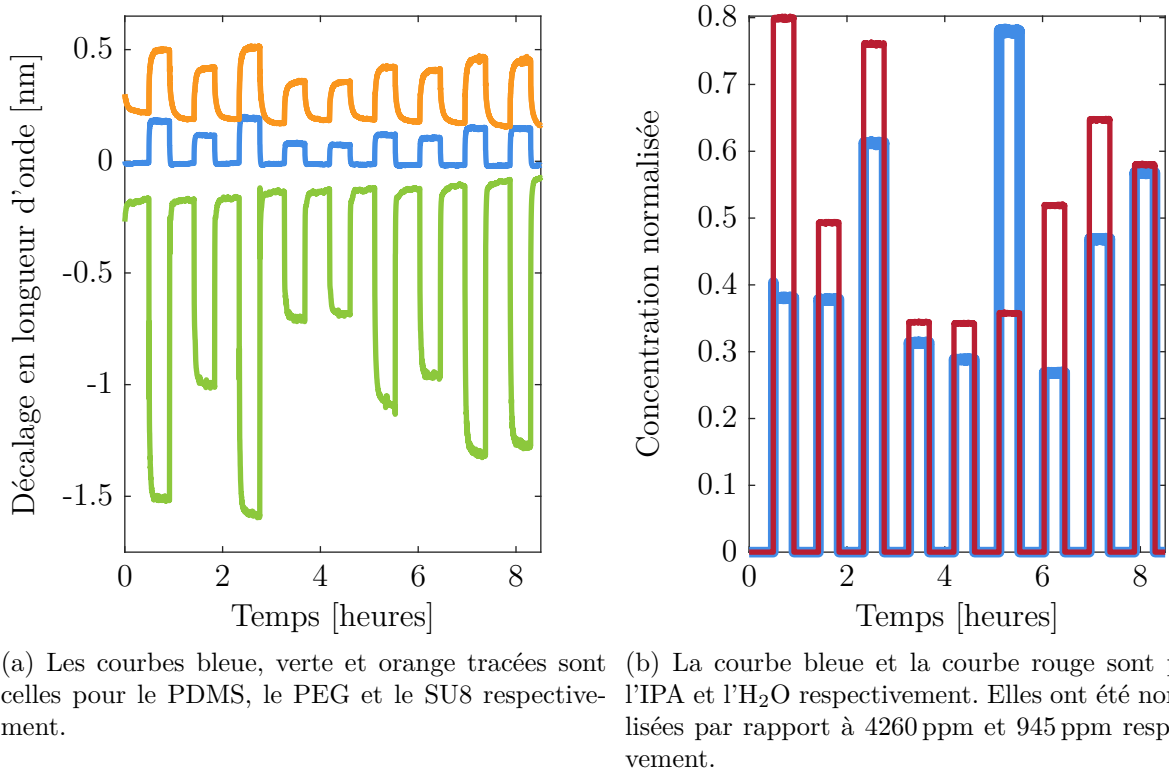 Décalage en longueur d'onde [nm]
0.5
0
-0.5
-1
-1.5
0 2 4 6 8
Temps [heures]
Concentration normalisée
0.8
0.7
0.6
0.5
0.4
0.3
0.2
0.1
0
0 2 4 6 8
Temps [heures]
(a) Les courbes bleue, verte et orange tracées sont
celles pour le PDMS, le PEG et le SU8 respective-
ment.
(b) La courbe bleue et la courbe rouge sont
l'IPA et l'H₂O respectivement. Elles ont été
lisées par rapport à 4260 ppm et 945 ppm
vement.